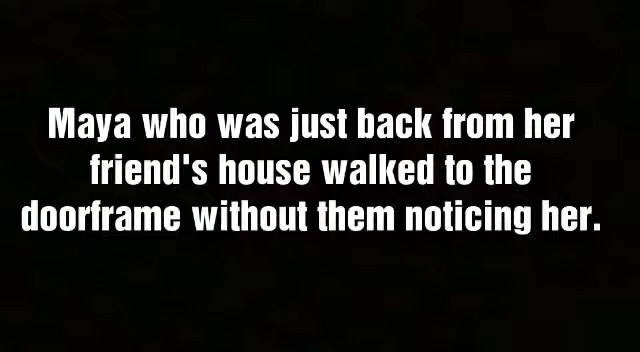 Maya who was just back from her
friend's house walked to the
doorframe without them noticing her.